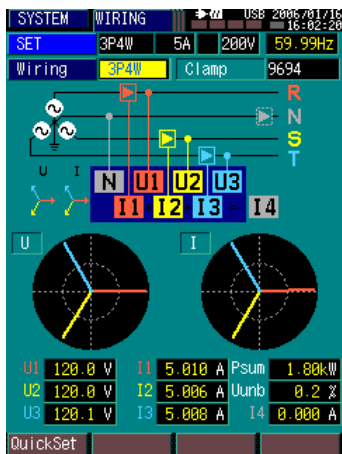 SYSTEM WIRING USB 2006/01/16
16:02:20
SET 3P4W 5A 200V 59.99Hz
Wiring 3P4W Clamp 9694
R
N
S
T
U I
N U1 U2 U3
I1 I2 I3 I4
U I
U1 120.0 V I1 5.010 A Psum 1.80kW
U2 120.0 V I2 5.006 A Uunb 0.2 %
U3 120.1 V I3 5.008 A I4 0.000 A
QuickSet